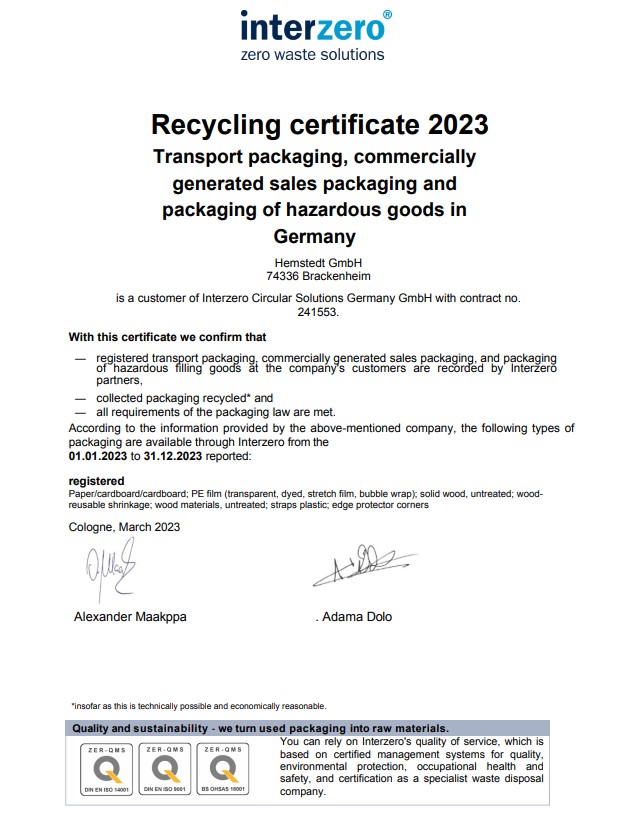 interzero®
zero waste solutions
Recycling certificate 2023
Transport packaging, commercially
generated sales packaging and
packaging of hazardous goods in
Germany
Hemstedt GmbH
74336 Brackenheim
is a customer of Interzero Circular Solutions Germany GmbH with contract no.
241553.
With this certificate we confirm that
— registered transport packaging, commercially generated sales packaging, and packaging
of hazardous filling goods at the company's customers are recorded by Interzero
partners,
— collected packaging recycled* and
— all requirements of the packaging law are met.
According to the information provided by the above-mentioned company, the following types of
packaging are available through Interzero from the
01.01.2023 to 31.12.2023 reported:
registered
Paper/cardboard/cardboard; PE film (transparent, dyed, stretch film, bubble wrap); solid wood, untreated; wood-
reusable shrinkage; wood materials, untreated; straps plastic; edge protector corners
Cologne, March 2023
Alexander Maakppa
. Adama Dolo
*insofar as this is technically possible and economically reasonable.
Quality and sustainability - we turn used packaging into raw materials.
ZER-QMS
DIN EN ISO 14001
ZER-QMS
DIN EN ISO 9001
ZER-QMS
BS OHSAS 18001
You can rely on Interzero's quality of service, which is
based on certified management systems for quality,
environmental protection, occupational health and
safety, and certification as a specialist waste disposal
company.